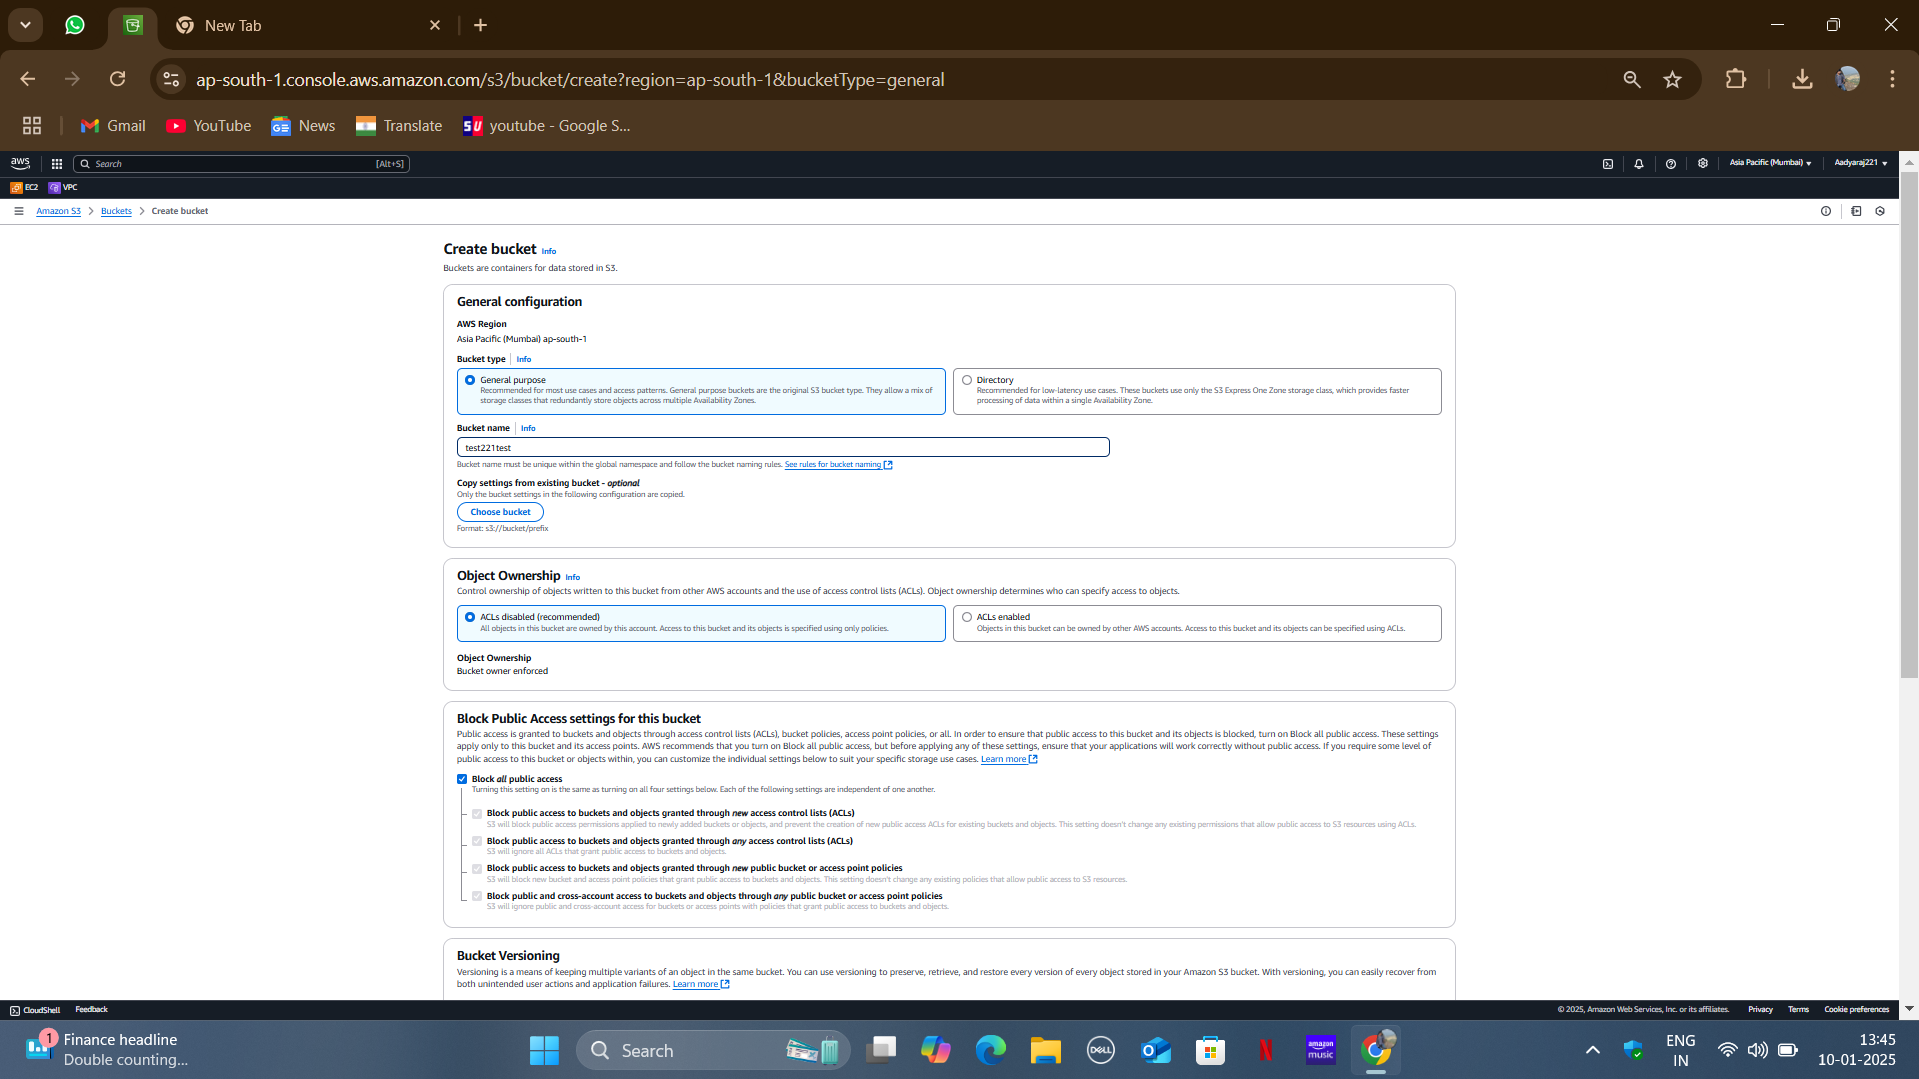 New Tab
ap-south-1.console.aws.amazon.com/s3/bucket/create?region=ap-south-1&bucketType=general
Gmail YouTube News Translate SU youtube - Google S...
aws Search [Alt+S] Asia Pacific (Mumbai) Aadyaraj221
EC2 VPC
Amazon S3 > Buckets > Create bucket
Create bucket Info
Buckets are containers for data stored in S3.
General configuration
AWS Region
Asia Pacific (Mumbai) ap-south-1
Bucket type Info
General purpose
Recommended for most use cases and access patterns. General purpose buckets are the original S3 bucket type. They allow a mix of
storage classes that redundantly store objects across multiple Availability Zones.
Directory
Recommended for low-latency use cases. These buckets use only the S3 Express One Zone storage class, which provides faster
processing of data within a single Availability Zone.
Bucket name Info
test221test
Bucket name must be unique within the global namespace and follow the bucket naming rules. See rules for bucket naming
Copy settings from existing bucket - optional
Only the bucket settings in the following configuration are copied.
Choose bucket
Format: s3://bucket/prefix
Object Ownership Info
Control ownership of objects written to this bucket from other AWS accounts and the use of access control lists (ACLs). Object ownership determines who can specify access to objects.
ACLs disabled (recommended)
All objects in this bucket are owned by this account. Access to this bucket and its objects is specified using only policies.
ACLs enabled
Objects in this bucket can be owned by other AWS accounts. Access to this bucket and its objects can be specified using ACLs.
Object Ownership
Bucket owner enforced
Block Public Access settings for this bucket
Public access is granted to buckets and objects through access control lists (ACLs), bucket policies, access point policies, or all. In order to ensure that public access to this bucket and its objects is blocked, turn on Block all public access. These settings
apply only to this bucket and its access points. AWS recommends that you turn on Block all public access, but before applying any of these settings, ensure that your applications will work correctly without public access. If you require some level of
public access to this bucket or objects within, you can customize the individual settings below to suit your specific storage use cases. Learn more
Block all public access
Turning this setting on is the same as turning on all four settings below. Each of the following settings are independent of one another.
Block public access to buckets and objects granted through new access control lists (ACLs)
S3 will block public access permissions applied to newly added buckets or objects, and prevent the creation of new public access ACLs for existing buckets and objects. This setting doesn't change any existing permissions that allow public access to S3 resources using ACLs.
Block public access to buckets and objects granted through any access control lists (ACLs)
S3 will ignore all ACLs that grant public access to buckets and objects.
Block public access to buckets and objects granted through new public bucket or access point policies
S3 will block new bucket and access point policies that grant public access to buckets and objects. This setting doesn't change any existing policies that allow public access to S3 resources.
Block public and cross-account access to buckets and objects through any public bucket or access point policies
S3 will ignore public and cross-account access for buckets or access points with policies that grant public access to buckets and objects.
Bucket Versioning
Versioning is a means of keeping multiple variants of an object in the same bucket. You can use versioning to preserve, retrieve, and restore every version of every object stored in your Amazon S3 bucket. With versioning, you can easily recover from
both unintended user actions and application failures. Learn more
CloudShell Feedback © 2025, Amazon Web Services, Inc. or its affiliates. Privacy Terms Cookie preferences
1 Finance headline
Double counting...
Search
DELL
amazon music
ENG
IN
13:45
10-01-2025